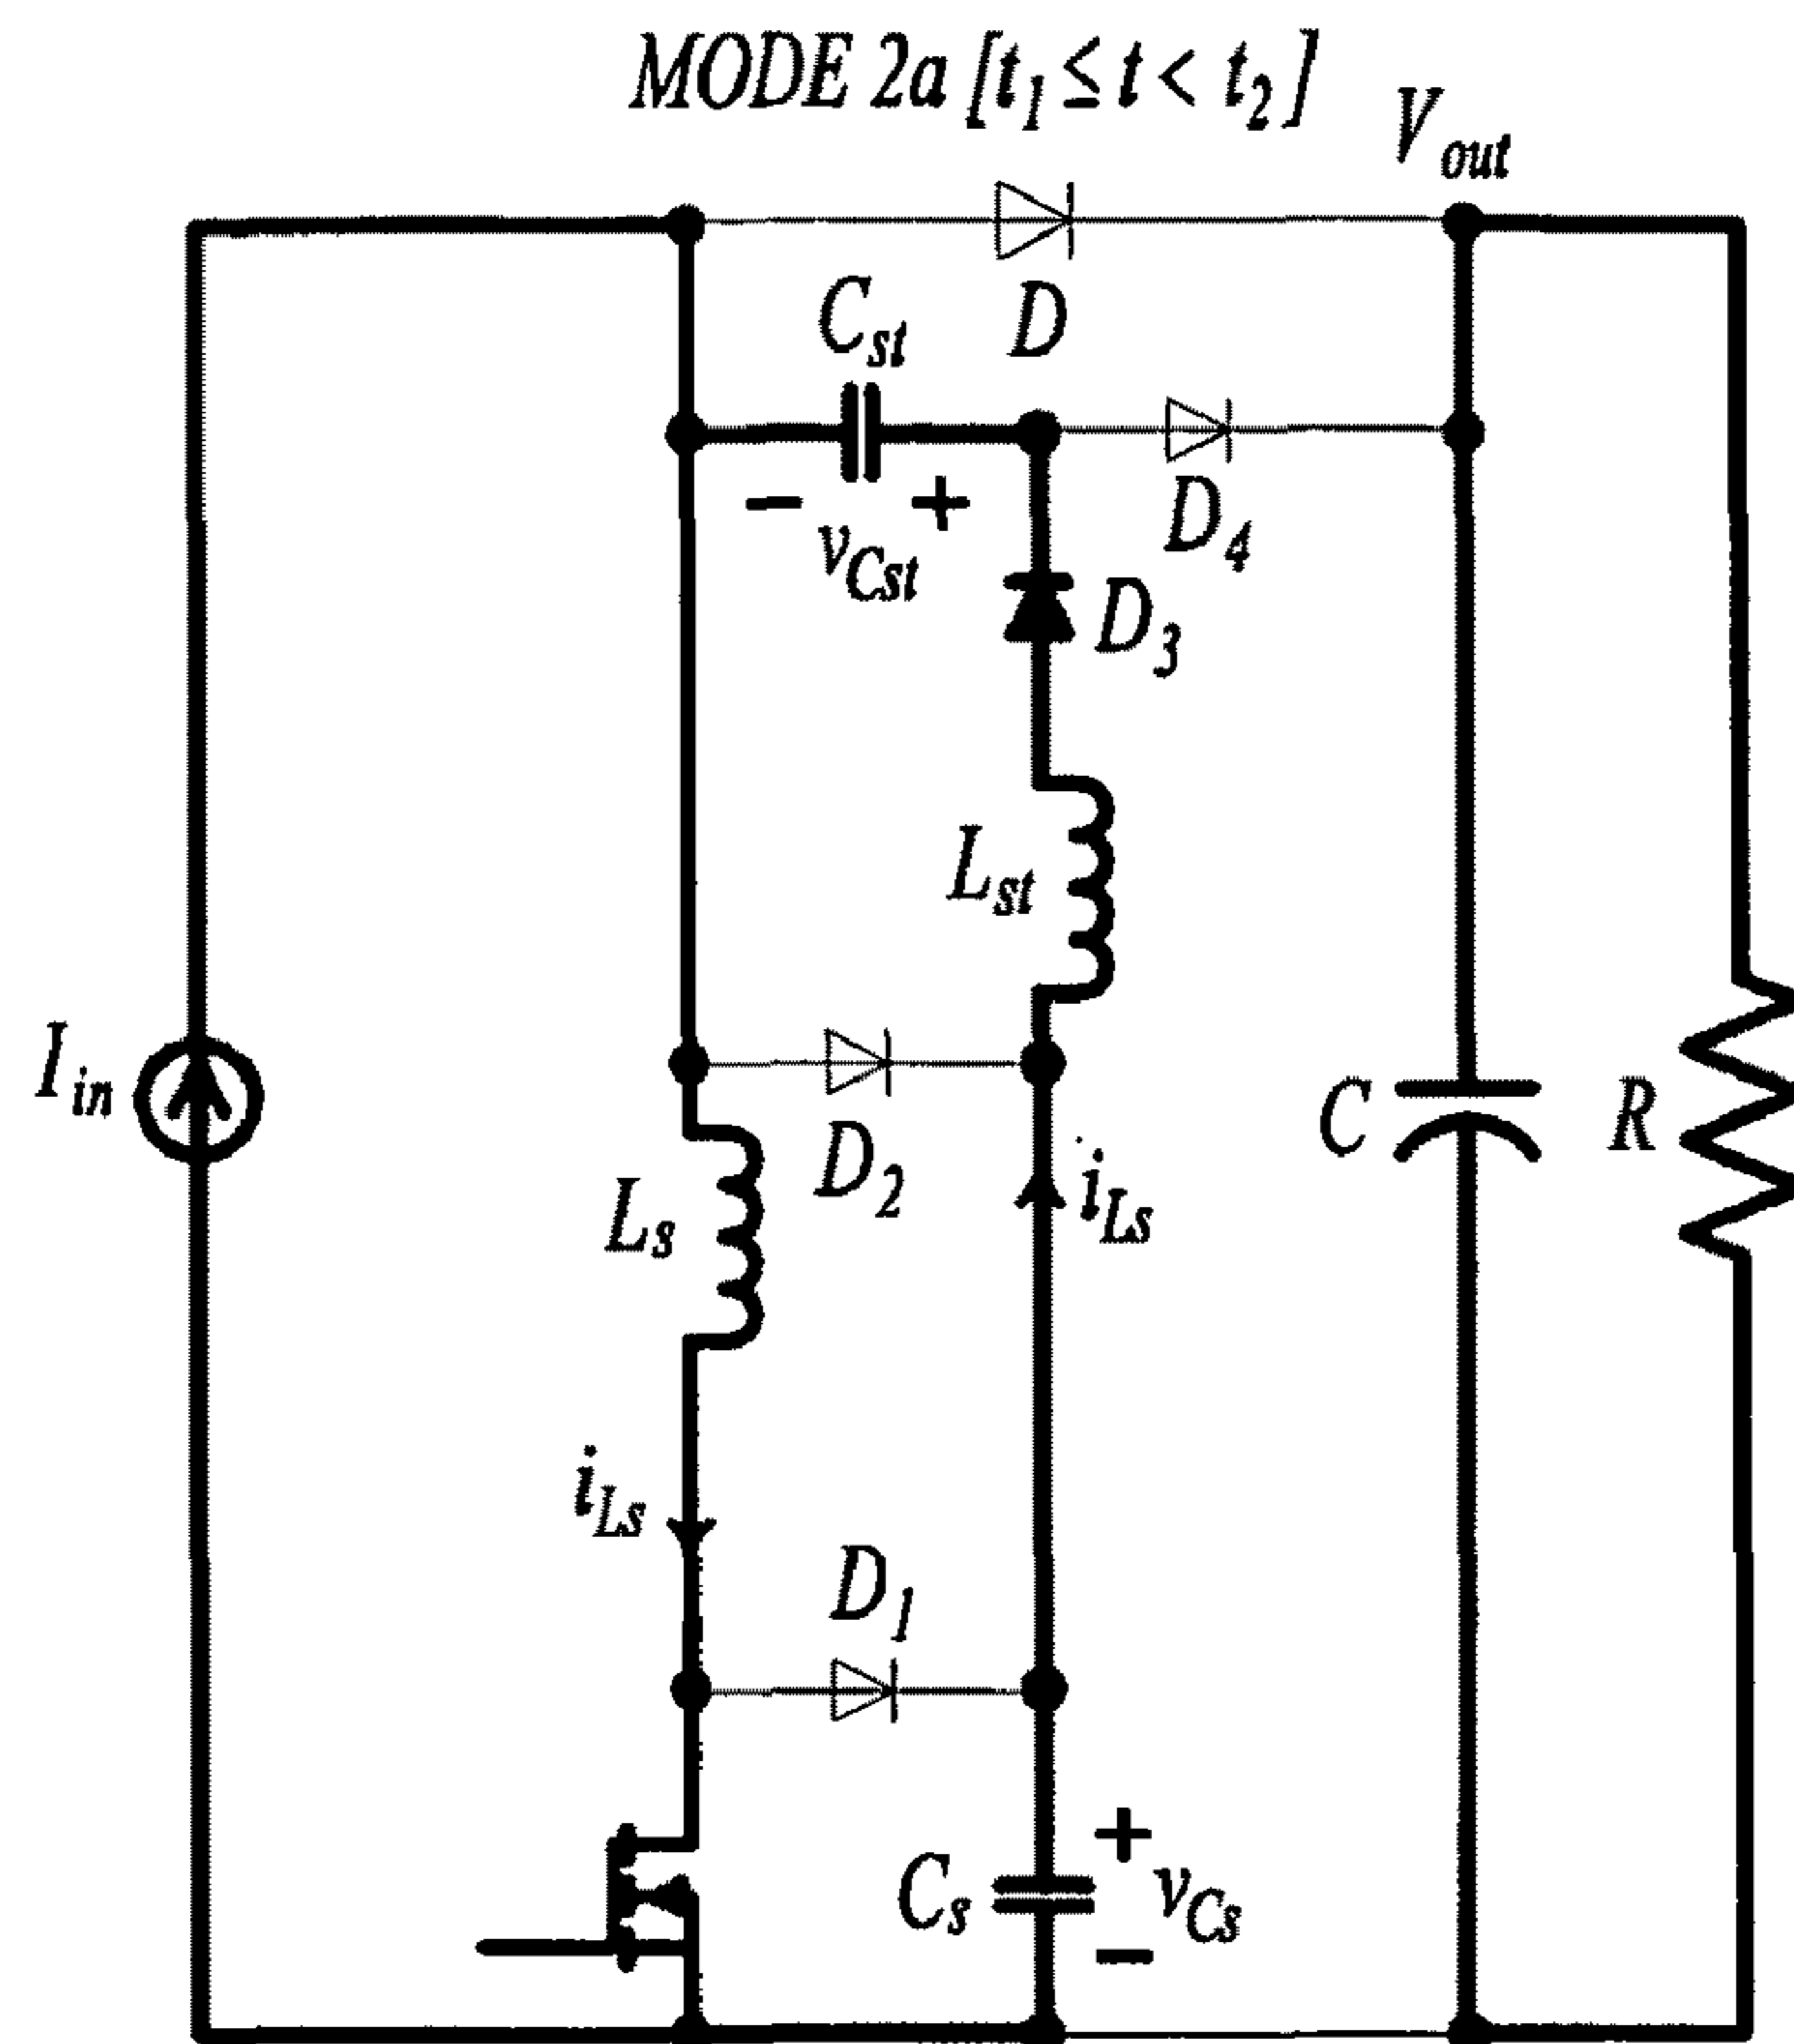 MODE 2a [t1 ≤ t < t2]
Vout
D
Cst
− +
vCst
D4
D3
Lst
Iin
D2
iLs
C
R
Ls
iLs
D1
Cs
+
vCs
−